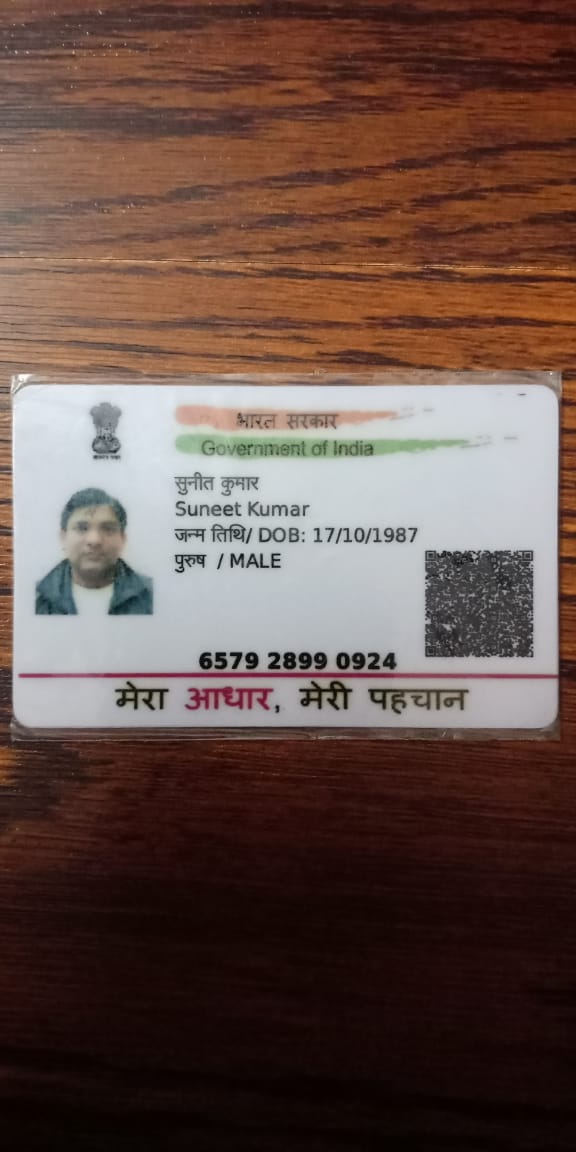 भारत सरकार
Government of India
सुनीत कुमार
Suneet Kumar
जन्म तिथि/ DOB: 17/10/1987
पुरुष / MALE
6579 2899 0924
मेरा आधार, मेरी पहचान